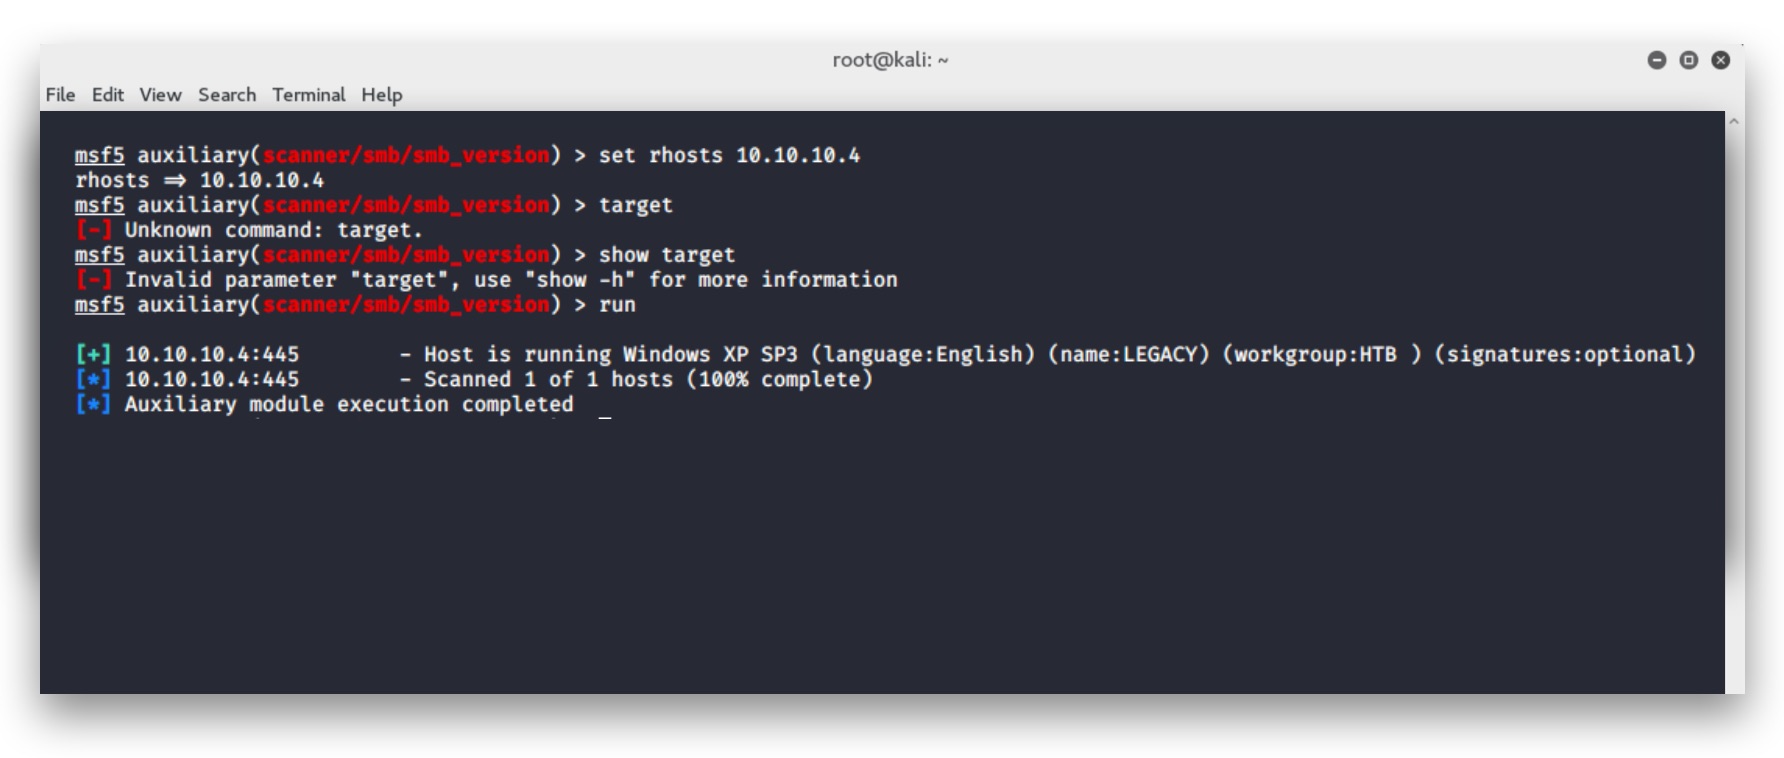 root@kali: ~
File Edit View Search Terminal Help
msf5 auxiliary(scanner/smb/smb_version) > set rhosts 10.10.10.4
rhosts ⇒ 10.10.10.4
msf5 auxiliary(scanner/smb/smb_version) > target
[-] Unknown command: target.
msf5 auxiliary(scanner/smb/smb_version) > show target
[-] Invalid parameter "target", use "show -h" for more information
msf5 auxiliary(scanner/smb/smb_version) > run
[+] 10.10.10.4:445 - Host is running Windows XP SP3 (language:English) (name:LEGACY) (workgroup:HTB ) (signatures:optional)
[*] 10.10.10.4:445 - Scanned 1 of 1 hosts (100% complete)
[*] Auxiliary module execution completed